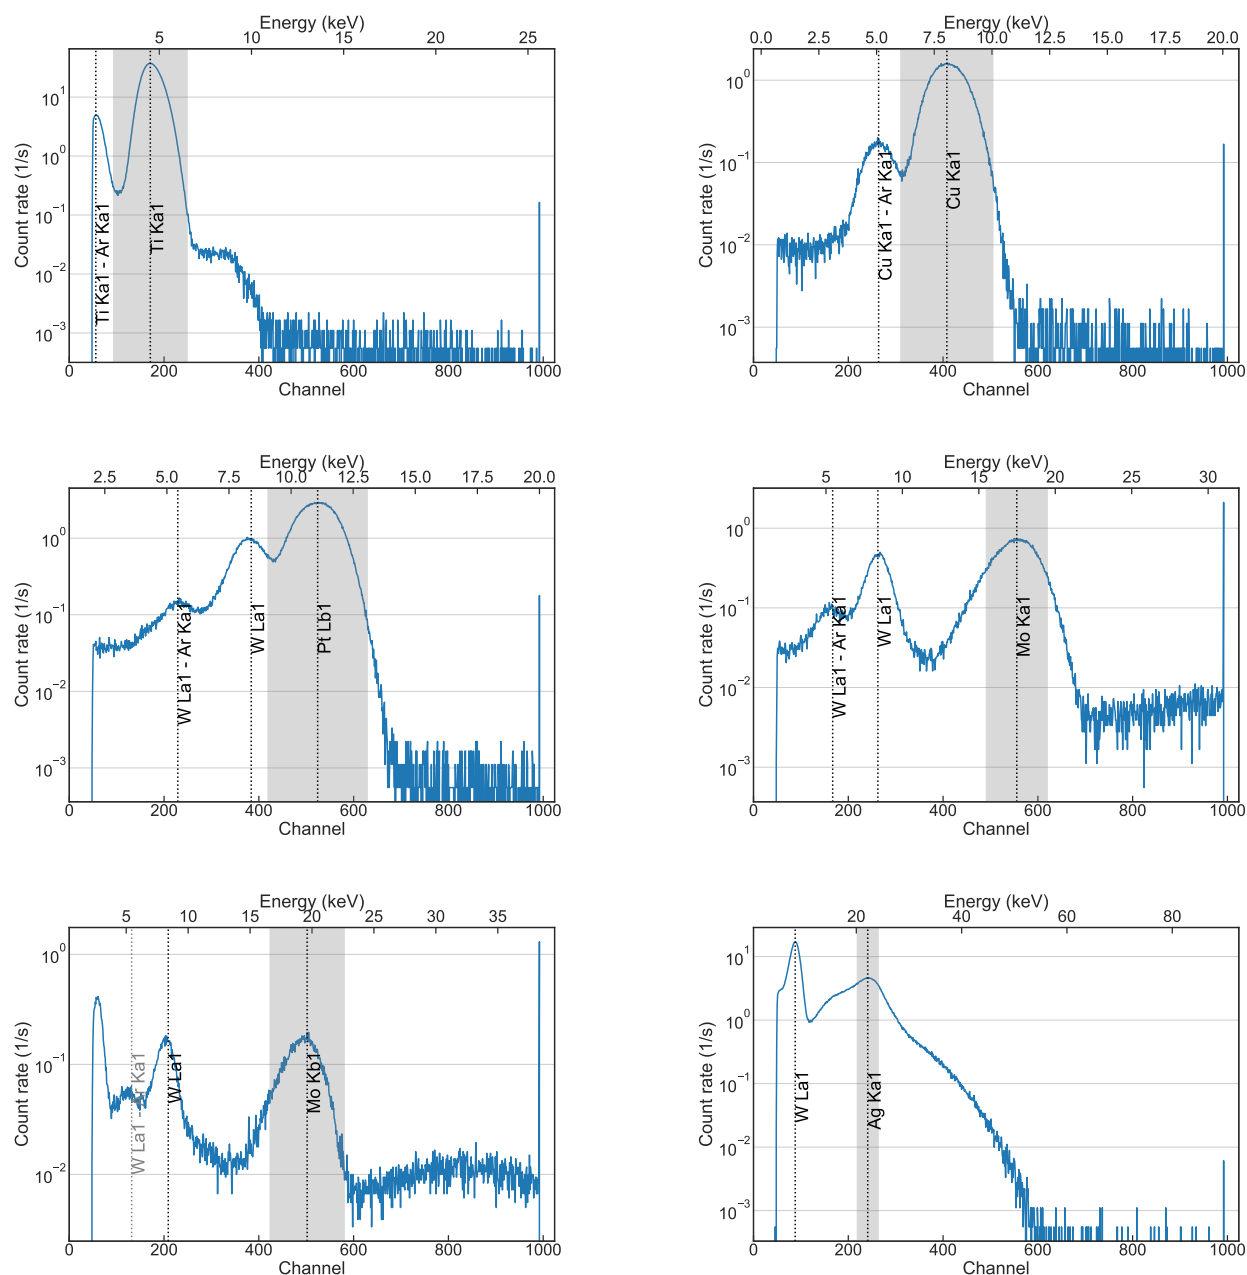 Energy (keV)
5 10 15 20 25
Count rate (1/s)
10^1
10^0
10^−1
10^−2
10^−3
Ti Ka1 - Ar Ka1
Ti Ka1
0 200 400 600 800 1000
Channel
Energy (keV)
0.0 2.5 5.0 7.5 10.0 12.5 15.0 17.5 20.0
Count rate (1/s)
10^0
10^−1
10^−2
10^−3
Cu Ka1 - Ar Ka1
Cu Ka1
0 200 400 600 800 1000
Channel
Energy (keV)
2.5 5.0 7.5 10.0 12.5 15.0 17.5 20.0
Count rate (1/s)
10^0
10^−1
10^−2
10^−3
W La1 - Ar Ka1
W La1
Pt Lb1
0 200 400 600 800 1000
Channel
Energy (keV)
5 10 15 20 25 30
Count rate (1/s)
10^0
10^−1
10^−2
10^−3
W La1 - Ar Ka1
W La1
Mo Ka1
0 200 400 600 800 1000
Channel
Energy (keV)
5 10 15 20 25 30 35
Count rate (1/s)
10^0
10^−1
10^−2
W La1 - Ar Ka1
W La1
Mo Kb1
0 200 400 600 800 1000
Channel
Energy (keV)
20 40 60 80
Count rate (1/s)
10^1
10^0
10^−1
10^−2
10^−3
W La1
Ag Ka1
0 200 400 600 800 1000
Channel